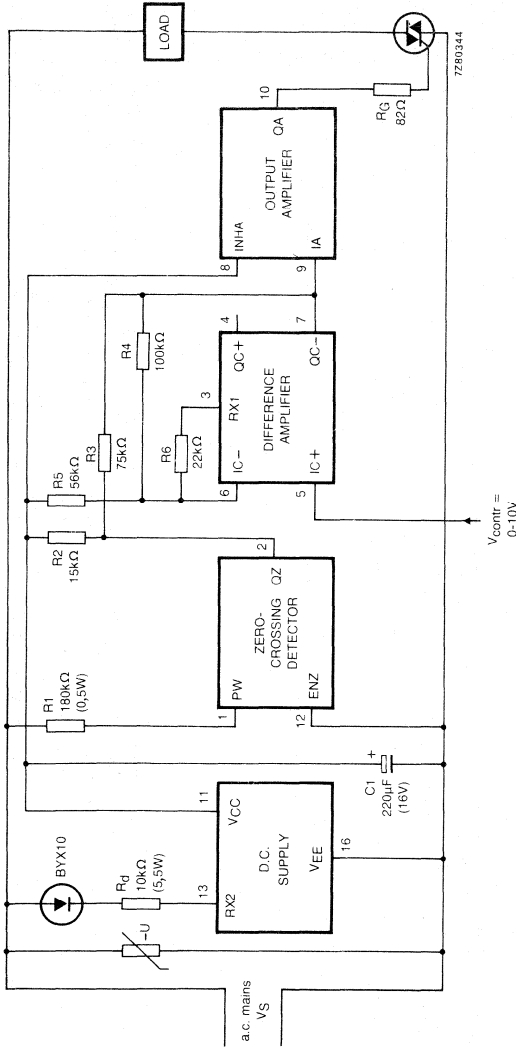 a.c. mains
VS
-U
BYX10
Rd
10kΩ
(5,5W)
13
RX2
11
VCC
D.C.
SUPPLY
VEE
16
C1
220µF
(16V)
+
R1
180kΩ
(0,5W)
1
PW
12
ENZ
ZERO-
CROSSING
DETECTOR
QZ
2
R2
15kΩ
R5
56kΩ
R3
75kΩ
R4
100kΩ
R6
22kΩ
3
RX1
6
IC-
5
IC+
DIFFERENCE
AMPLIFIER
4
QC+
7
QC-
Vcontr =
0-10V
8
INHA
9
IA
OUTPUT
AMPLIFIER
QA
10
RG
82Ω
LOAD
7Z80344